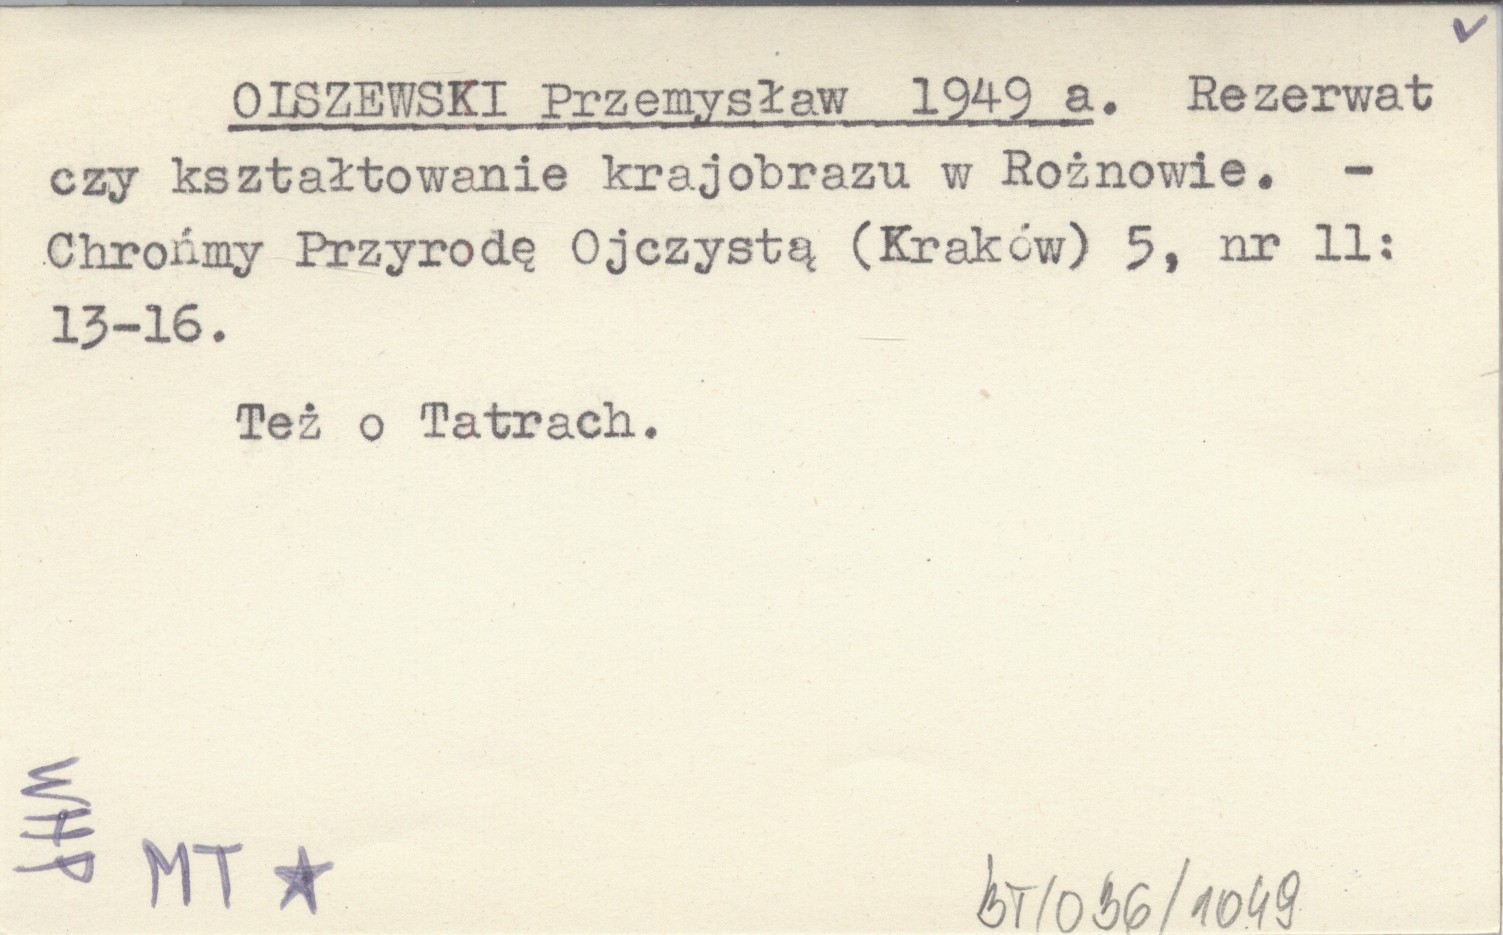 OLSZEWSKI Przemysław 1949 a. Rezerwat
czy kształtowanie krajobrazu w Rożnowie. -
Chrońmy Przyrodę Ojczystą (Kraków) 5, nr 11:
13-16.
Też o Tatrach.
WHP
MT ★
BT/036/1049